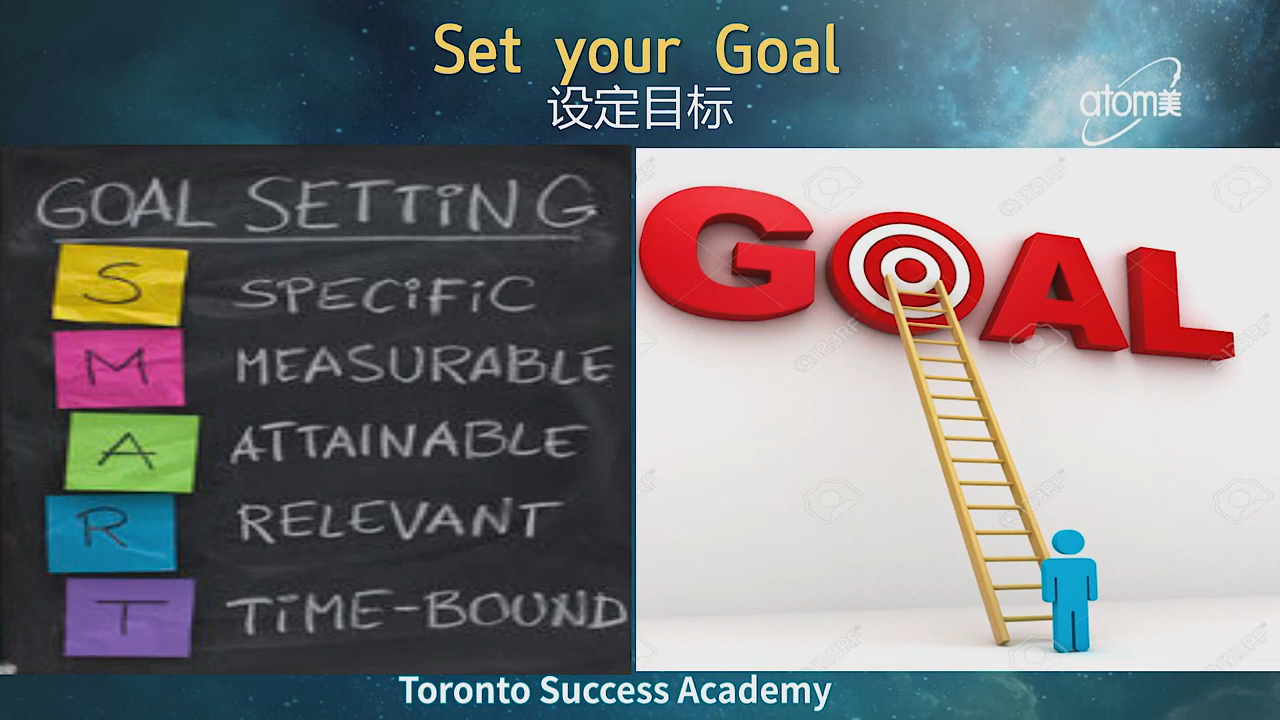 Set your Goal
设定目标
atom美
GOAL SETTING
S SPECIFIC
M MEASURABLE
A ATTAINABLE
R RELEVANT
T TIME-BOUND
GOAL
Toronto Success Academy